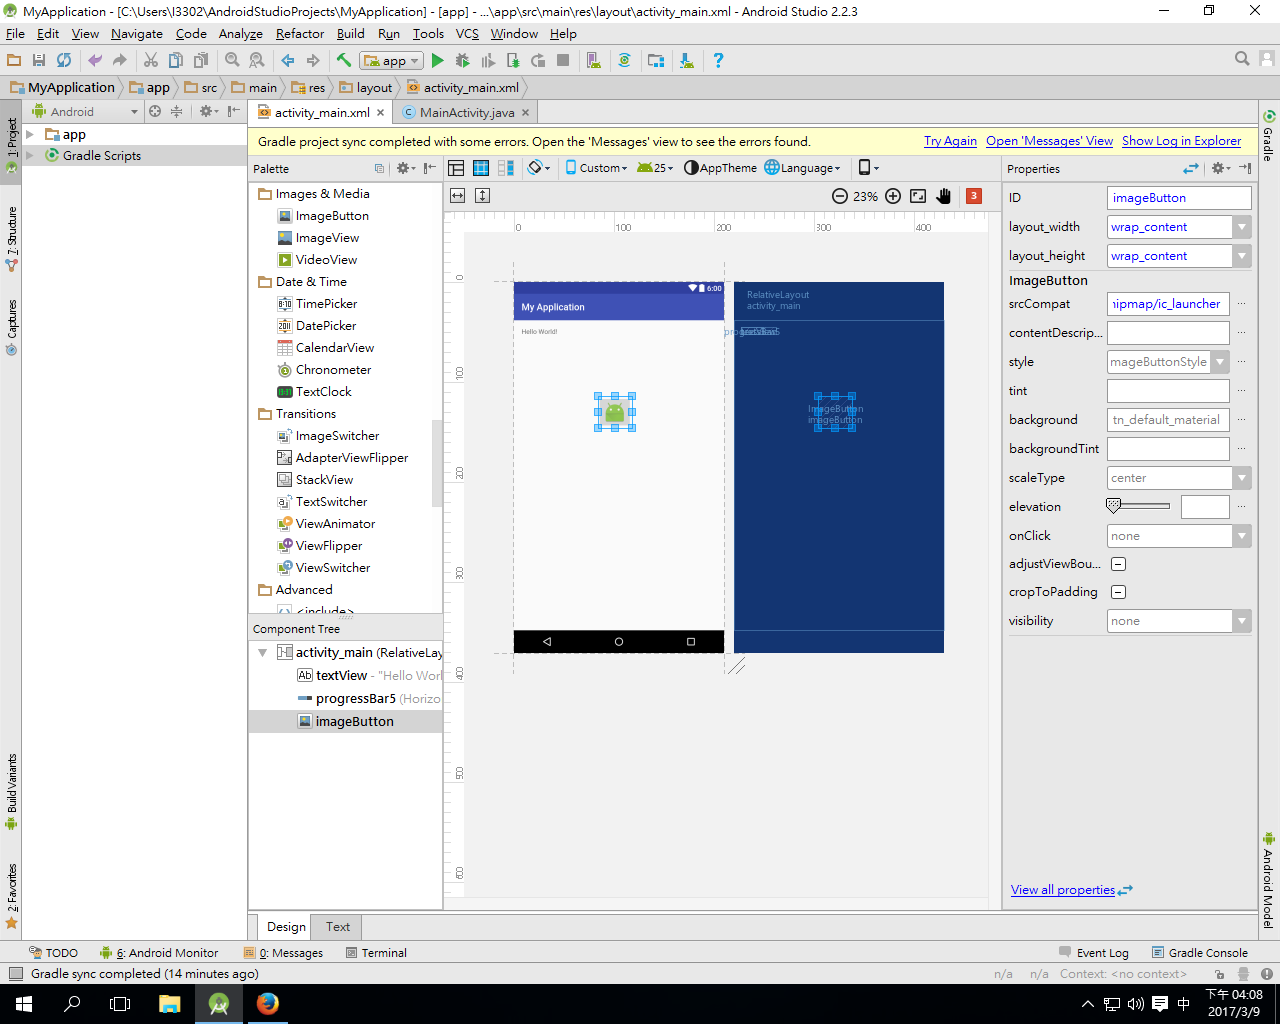 MyApplication - [C:\Users\I3302\AndroidStudioProjects\MyApplication] - [app] - ...\app\src\main\res\layout\activity_main.xml - Android Studio 2.2.3
File Edit View Navigate Code Analyze Refactor Build Run Tools VCS Window Help
app
MyApplication app src main res layout activity_main.xml
Android
activity_main.xml
MainActivity.java
1: Project
7: Structure
Captures
Build Variants
2: Favorites
app
Gradle Scripts
Gradle project sync completed with some errors. Open the 'Messages' view to see the errors found.
Try Again Open 'Messages' View Show Log in Explorer
Palette
Images & Media
ImageButton
ImageView
VideoView
Date & Time
TimePicker
DatePicker
CalendarView
Chronometer
TextClock
Transitions
ImageSwitcher
AdapterViewFlipper
StackView
TextSwitcher
ViewAnimator
ViewFlipper
ViewSwitcher
Advanced
<include>
Component Tree
activity_main (RelativeLay
Ab textView - "Hello Worl
progressBar5 (Horizo
imageButton
Custom 25 AppTheme Language
23%
3
0 100 200 300 400
0
100
200
300
400
500
600
6:00
My Application
Hello World!
RelativeLayout
activity_main
ImageButton
imageButton
Properties
ID imageButton
layout_width wrap_content
layout_height wrap_content
ImageButton
srcCompat nipmap/ic_launcher ...
contentDescrip... ...
style mageButtonStyle ...
tint ...
background tn_default_material ...
backgroundTint ...
scaleType center
elevation ...
onClick none
adjustViewBou...
cropToPadding
visibility none
View all properties
Gradle
Android Model
Design Text
TODO 6: Android Monitor 0: Messages Terminal Event Log Gradle Console
Gradle sync completed (14 minutes ago) n/a n/a Context: <no context>
中
下午 04:08
2017/3/9